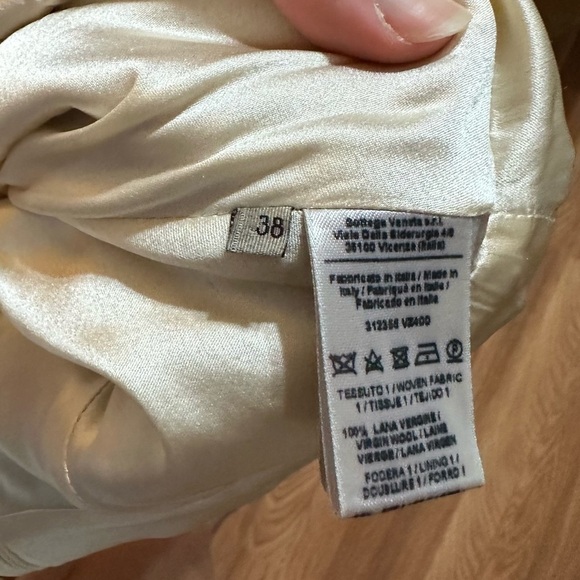 38
Bottega Veneta s.r.l.
Viale Della Siderurgia 4/6
36100 Vicenza (Italia)
Fabbricato in Italia / Made in
Italy / Fabriqué en Italie /
Fabricado en Italia
312356 VZ400
TESSUTO 1 / WOVEN FABRIC
1 / TISSUE 1 / TEJIDO 1
100% LANA VERGINE /
VIRGIN WOOL / LAINE
VIERGE / LANA VIRGEN
FODERA 1 / LINING 1 /
DOUBLURE 1 / FORRO 1